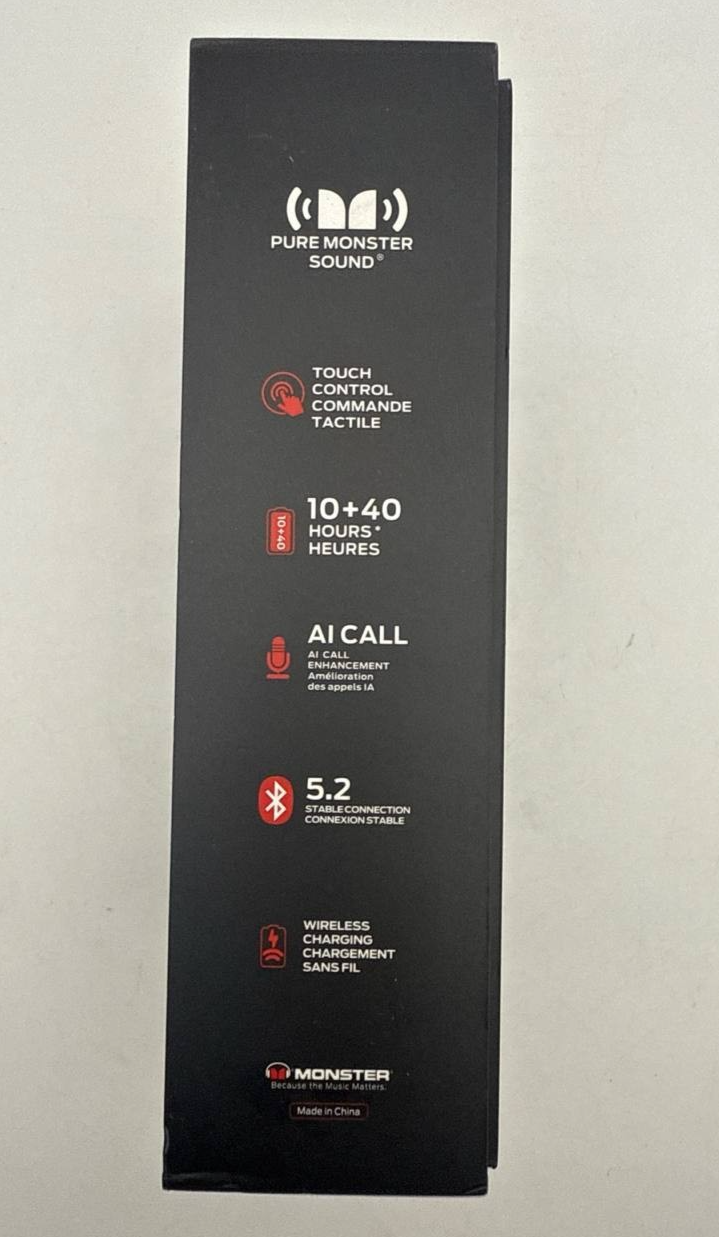 PURE MONSTER
SOUND®
TOUCH
CONTROL
COMMANDE
TACTILE
10+40
10+40
HOURS*
HEURES
AI CALL
AI CALL
ENHANCEMENT
Amélioration
des appels IA
5.2
STABLE CONNECTION
CONNEXION STABLE
WIRELESS
CHARGING
CHARGEMENT
SANS FIL
MONSTER
Because the Music Matters.
Made in China